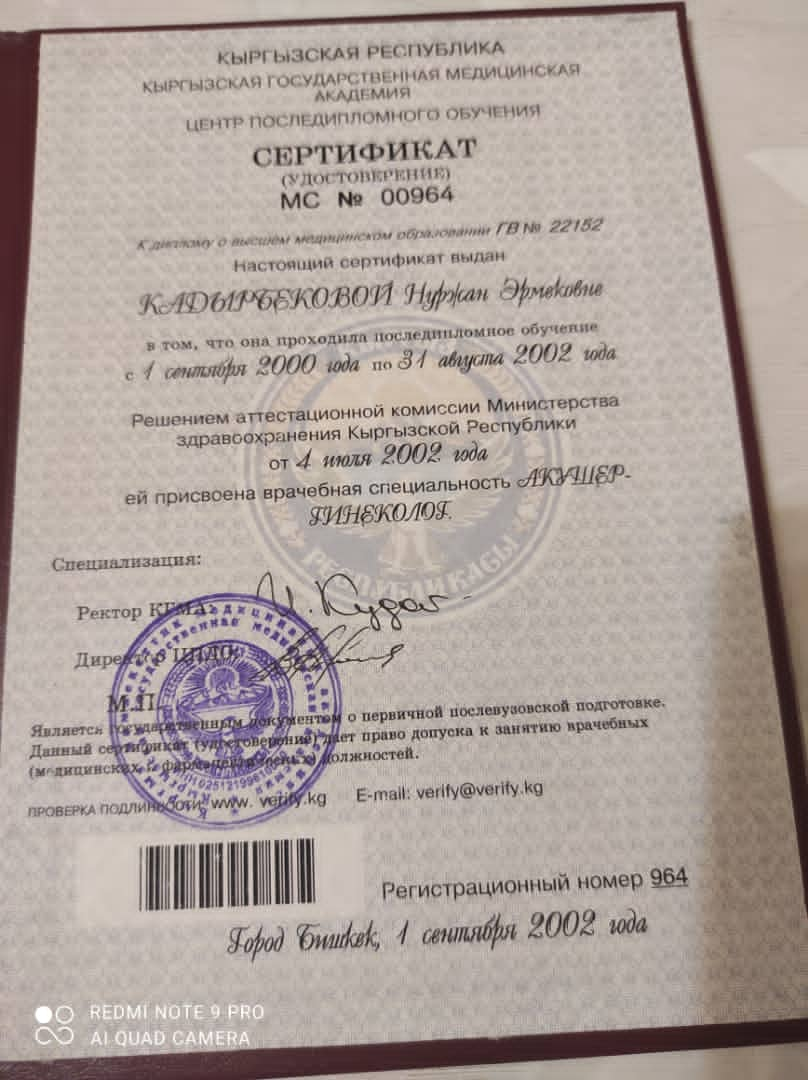 КЫРГЫЗСКАЯ РЕСПУБЛИКА
КЫРГЫЗСКАЯ ГОСУДАРСТВЕННАЯ МЕДИЦИНСКАЯ
АКАДЕМИЯ
ЦЕНТР ПОСЛЕДИПЛОМНОГО ОБУЧЕНИЯ
СЕРТИФИКАТ
(УДОСТОВЕРЕНИЕ)
МС № 00964
К диплому о высшем медицинском образовании ГВ № 22152
Настоящий сертификат выдан
КАДЫРБЕКОВОЙ Нуржан Эрмековне
в том, что она проходила последипломное обучение
с 1 сентября 2000 года по 31 августа 2002 года
Решением аттестационной комиссии Министерства
здравоохранения Кыргызской Республики
от 4 июля 2002 года
ей присвоена врачебная специальность АКУШЕР-
ГИНЕКОЛОГ.
РЕСПУБЛИКАСЫ
Специализация:
Ректор КГМА:
Директор ЦПДО:
М.П.
Является государственным документом о первичной послевузовской подготовке.
Данный сертификат (удостоверение) дает право допуска к занятию врачебных
(медицинских и фармацевтических) должностей.
ПРОВЕРКА ПОДЛИННОСТИ: www. verify.kg E-mail: verify@verify.kg
Регистрационный номер 964
Город Бишкек, 1 сентября 2002 года
REDMI NOTE 9 PRO
AI QUAD CAMERA